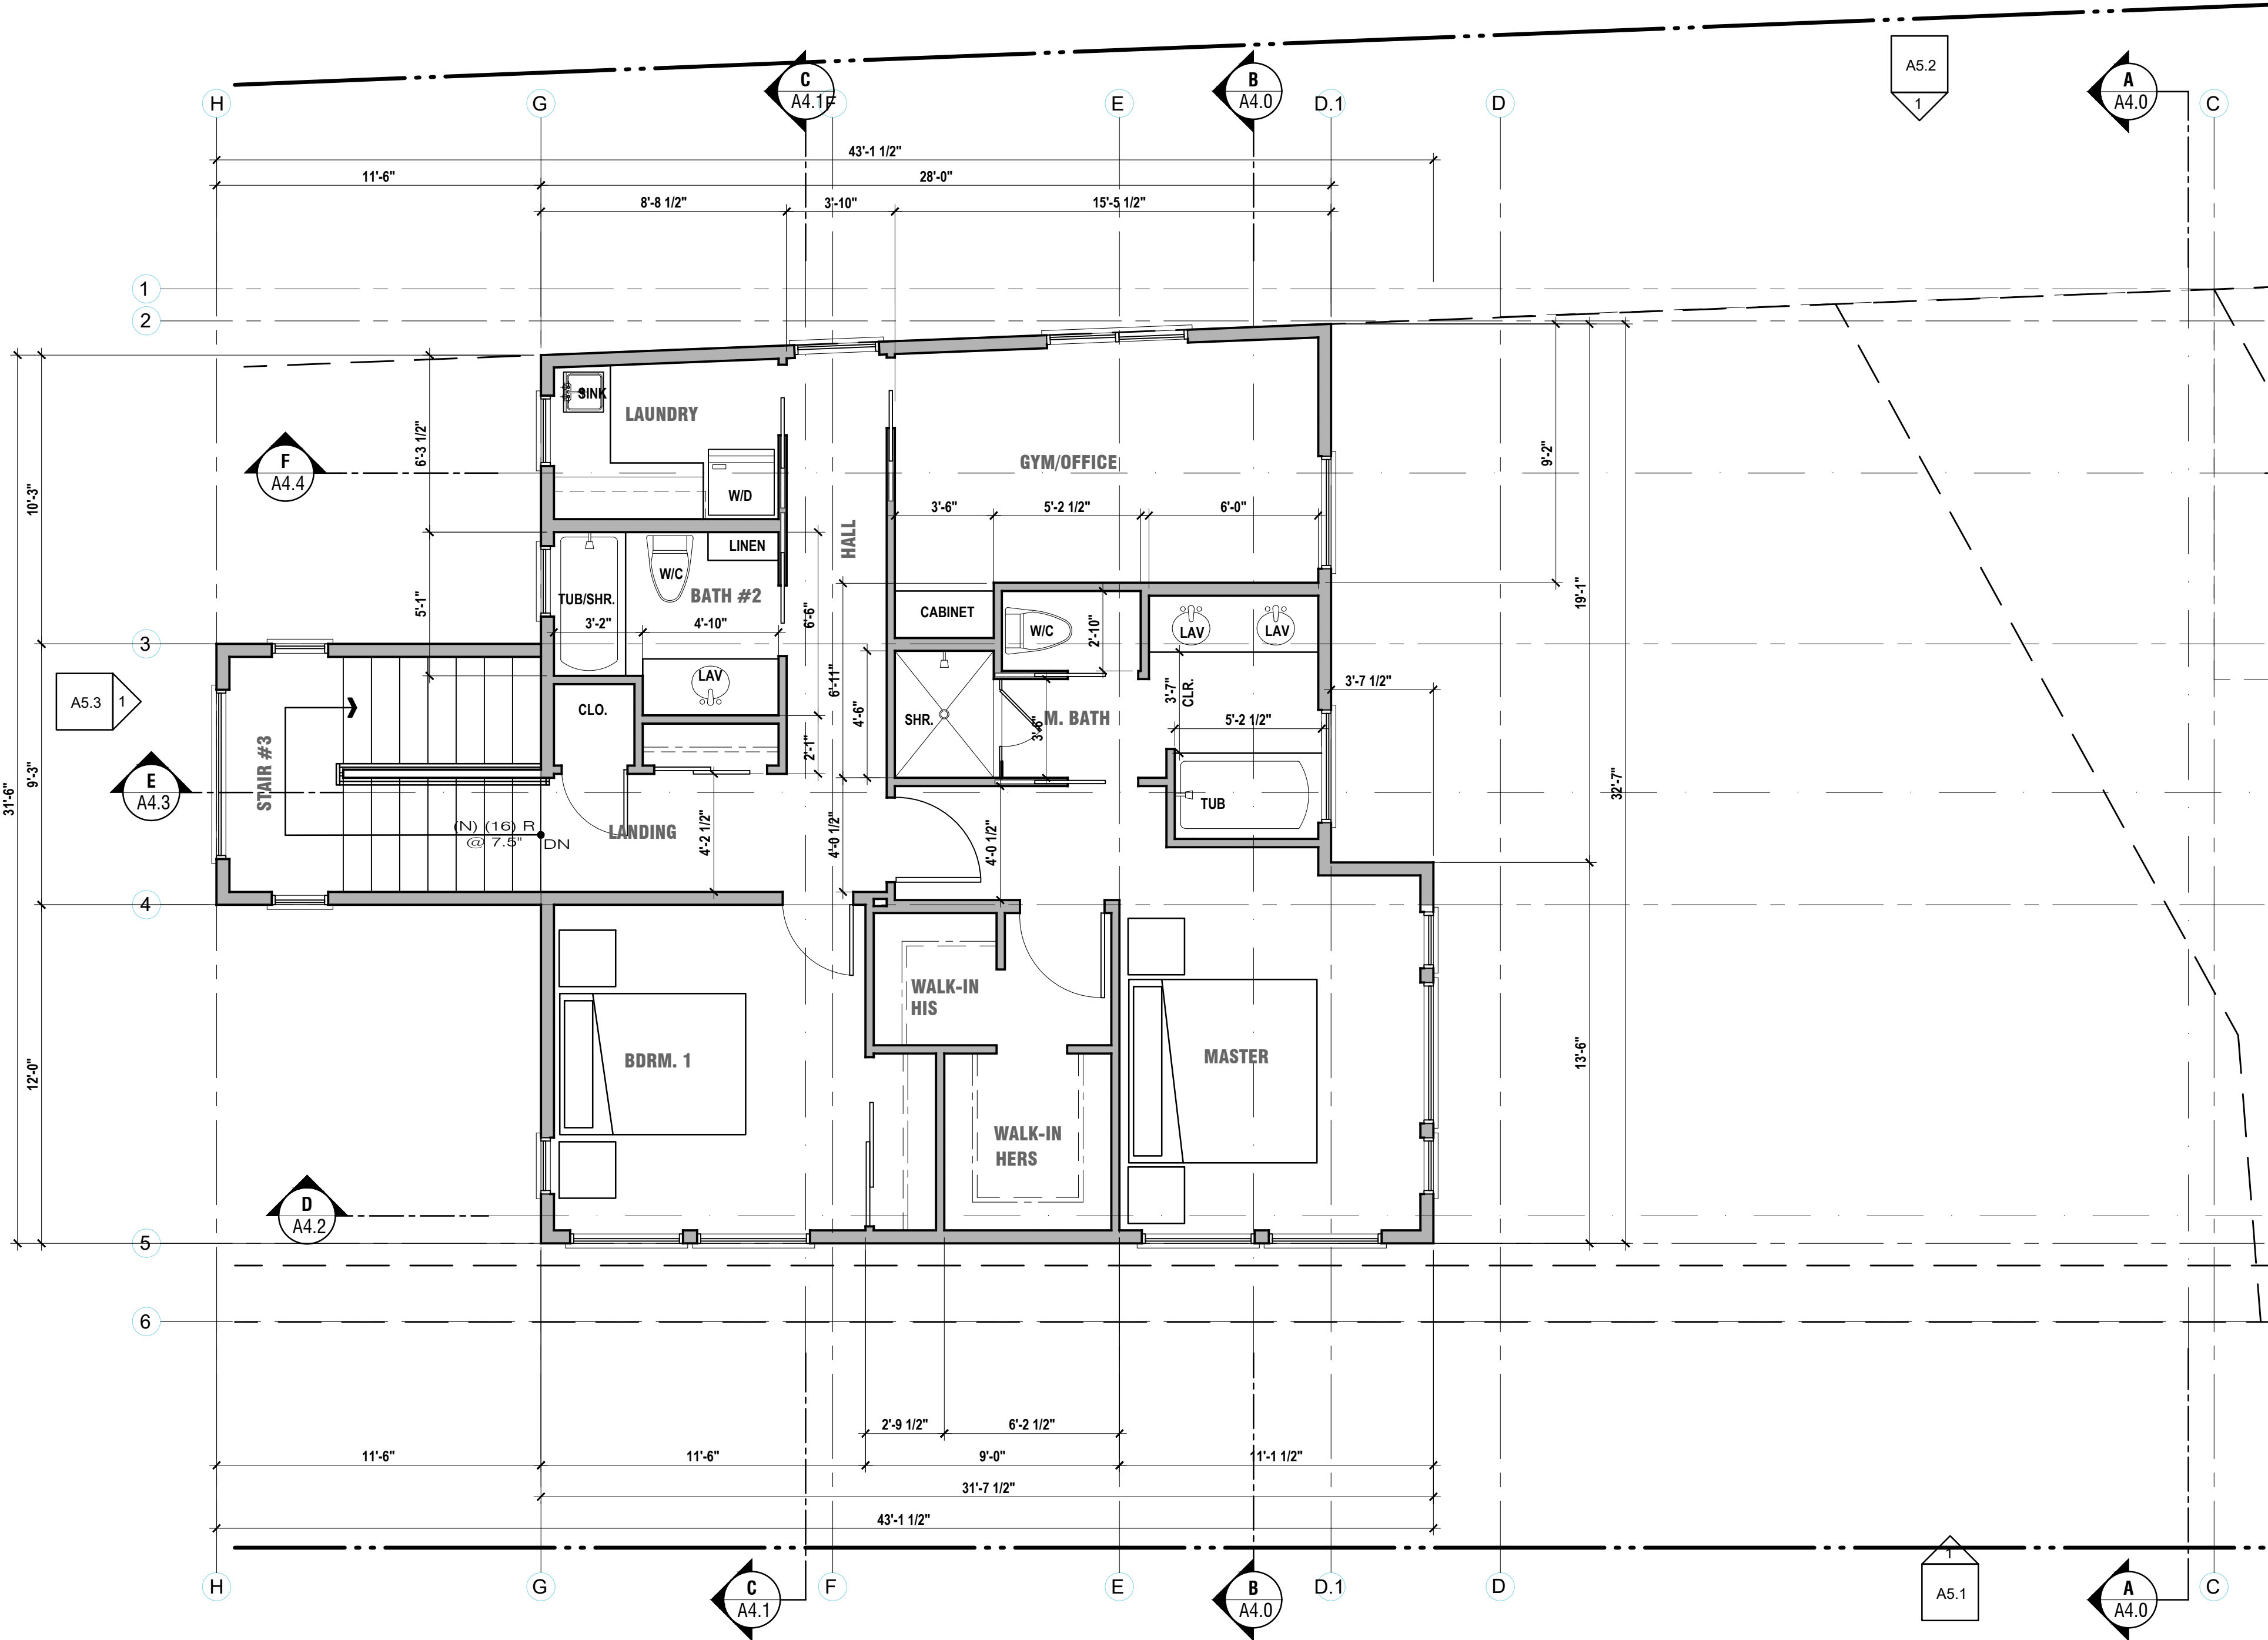 A5.2
1
C
A4.1
B
A4.0
A
A4.0
H
G
F
E
D.1
D
C
43'-1 1/2"
11'-6"
28'-0"
8'-8 1/2"
3'-10"
15'-5 1/2"
1
2
SINK
LAUNDRY
W/D
6'-3 1/2"
F
A4.4
GYM/OFFICE
9'-2"
10'-3"
3'-6"
5'-2 1/2"
6'-0"
HALL
LINEN
W/C
BATH #2
TUB/SHR.
3'-2"
4'-10"
6'-6"
5'-1"
CABINET
W/C
2'-10"
LAV
LAV
19'-1"
3
A5.3
1
LAV
CLO.
6'-11"
4'-6"
SHR.
3'-6"
M. BATH
3'-7"
CLR.
5'-2 1/2"
3'-7 1/2"
2'-1"
STAIR #3
E
A4.3
9'-3"
31'-6"
32'-7"
TUB
(N) (16) R
@ 7.5"
DN
LANDING
4'-2 1/2"
4'-0 1/2"
4'-0 1/2"
4
WALK-IN
HIS
BDRM. 1
MASTER
12'-0"
13'-6"
WALK-IN
HERS
D
A4.2
5
6
2'-9 1/2"
6'-2 1/2"
11'-6"
11'-6"
9'-0"
11'-1 1/2"
31'-7 1/2"
43'-1 1/2"
1
A5.1
H
G
C
A4.1
F
E
B
A4.0
D.1
D
A
A4.0
C